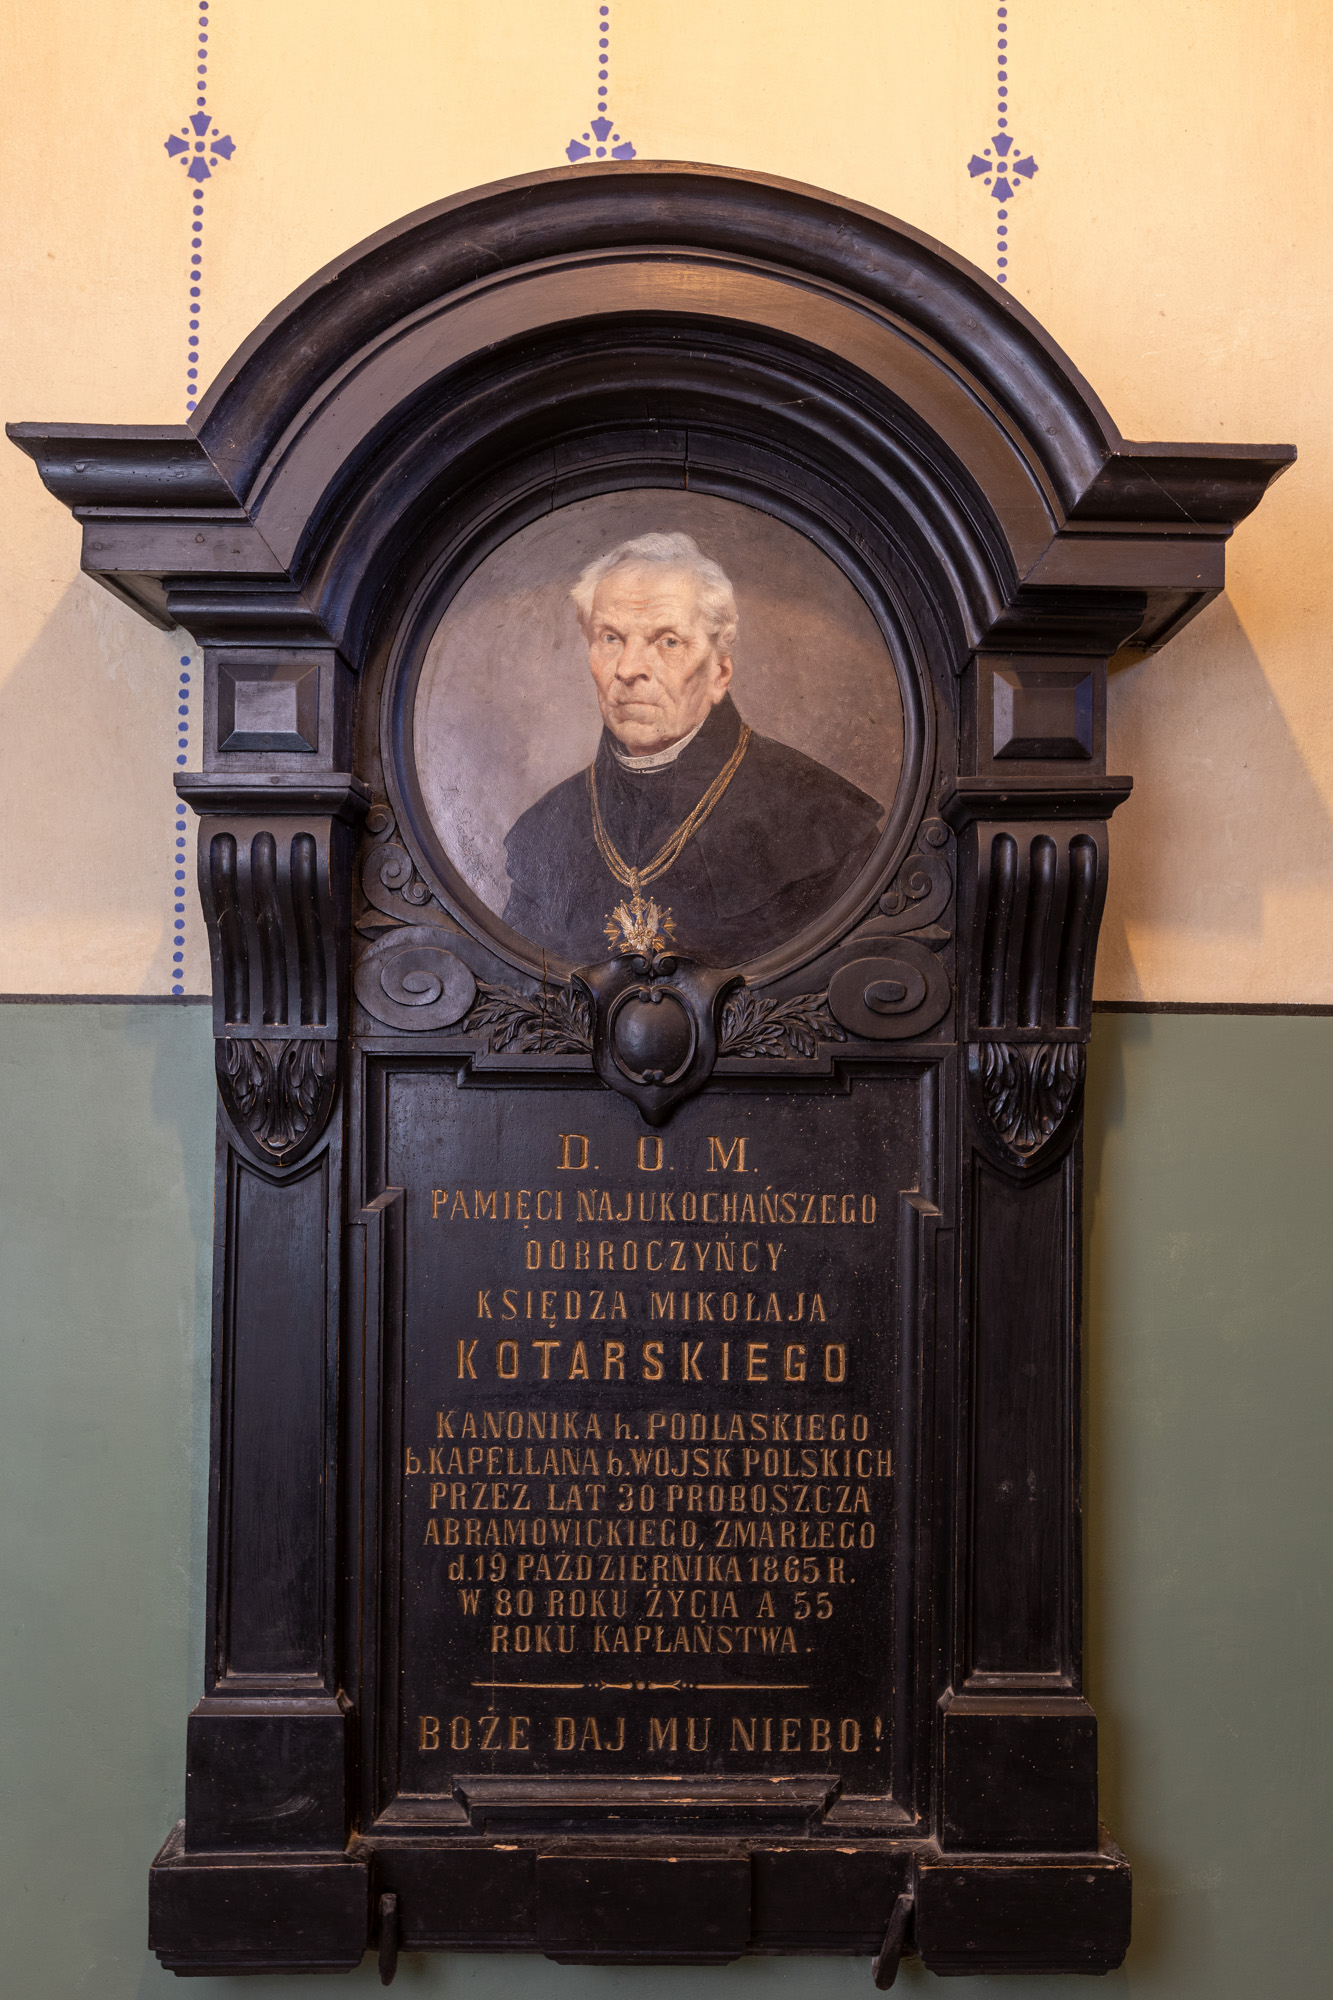 D. O. M.
PAMIĘCI NAJUKOCHAŃSZEGO
DOBROCZYŃCY
KSIĘDZA MIKOŁAJA
KOTARSKIEGO
KANONIKA h. PODLASKIEGO
b. KAPELLANA b. WOJSK POLSKICH
PRZEZ LAT 30 PROBOSZCZA
ABRAMOWICKIEGO, ZMARŁEGO
d. 19 PAŹDZIERNIKA 1865 R.
W 80 ROKU ŻYCIA A 55
ROKU KAPŁAŃSTWA.
BOŻE DAJ MU NIEBO!